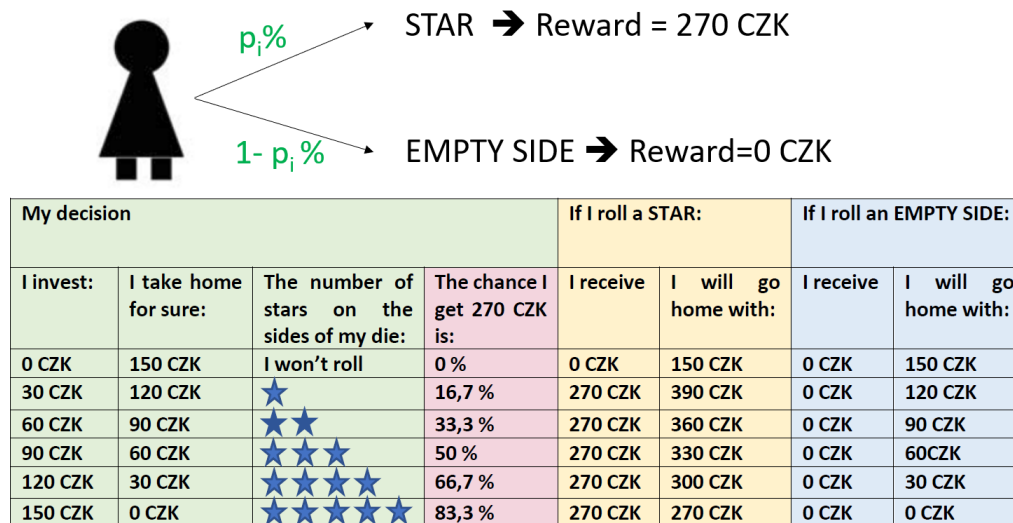 pi%
STAR → Reward = 270 CZK
1- pi %
EMPTY SIDE → Reward=0 CZK
My decision If I roll a STAR: If I roll an EMPTY SIDE:
I invest: I take home for sure: The number of stars on the sides of my die: The chance I get 270 CZK is: I receive I will go home with: I receive I will go home with:
0 CZK 150 CZK I won't roll 0 % 0 CZK 150 CZK 0 CZK 150 CZK
30 CZK 120 CZK 16,7 % 270 CZK 390 CZK 0 CZK 120 CZK
60 CZK 90 CZK 33,3 % 270 CZK 360 CZK 0 CZK 90 CZK
90 CZK 60 CZK 50 % 270 CZK 330 CZK 0 CZK 60CZK
120 CZK 30 CZK 66,7 % 270 CZK 300 CZK 0 CZK 30 CZK
150 CZK 0 CZK 83,3 % 270 CZK 270 CZK 0 CZK 0 CZK